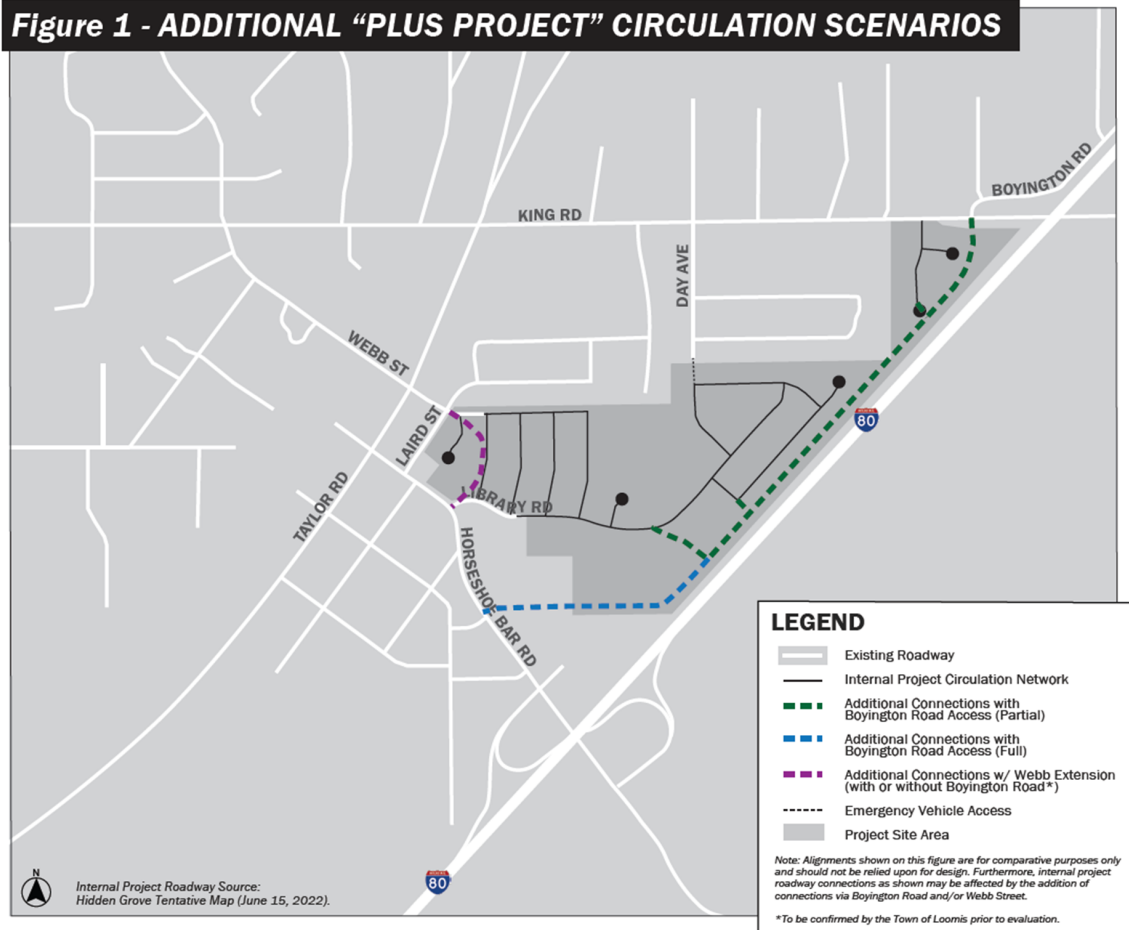 Figure 1 - ADDITIONAL “PLUS PROJECT” CIRCULATION SCENARIOS
BOYINGTON RD
KING RD
DAY AVE
WEBB ST
INTERSTATE
80
LAIRD ST
LIBRARY RD
TAYLOR RD
HORSESHOE BAR RD
LEGEND
Existing Roadway
Internal Project Circulation Network
Additional Connections with
Boyington Road Access (Partial)
Additional Connections with
Boyington Road Access (Full)
Additional Connections w/ Webb Extension
(with or without Boyington Road*)
Emergency Vehicle Access
Project Site Area
Note: Alignments shown on this figure are for comparative purposes only
and should not be relied upon for design. Furthermore, internal project
roadway connections as shown may be affected by the addition of
connections via Boyington Road and/or Webb Street.
*To be confirmed by the Town of Loomis prior to evaluation.
N
Internal Project Roadway Source:
Hidden Grove Tentative Map (June 15, 2022).
INTERSTATE
80